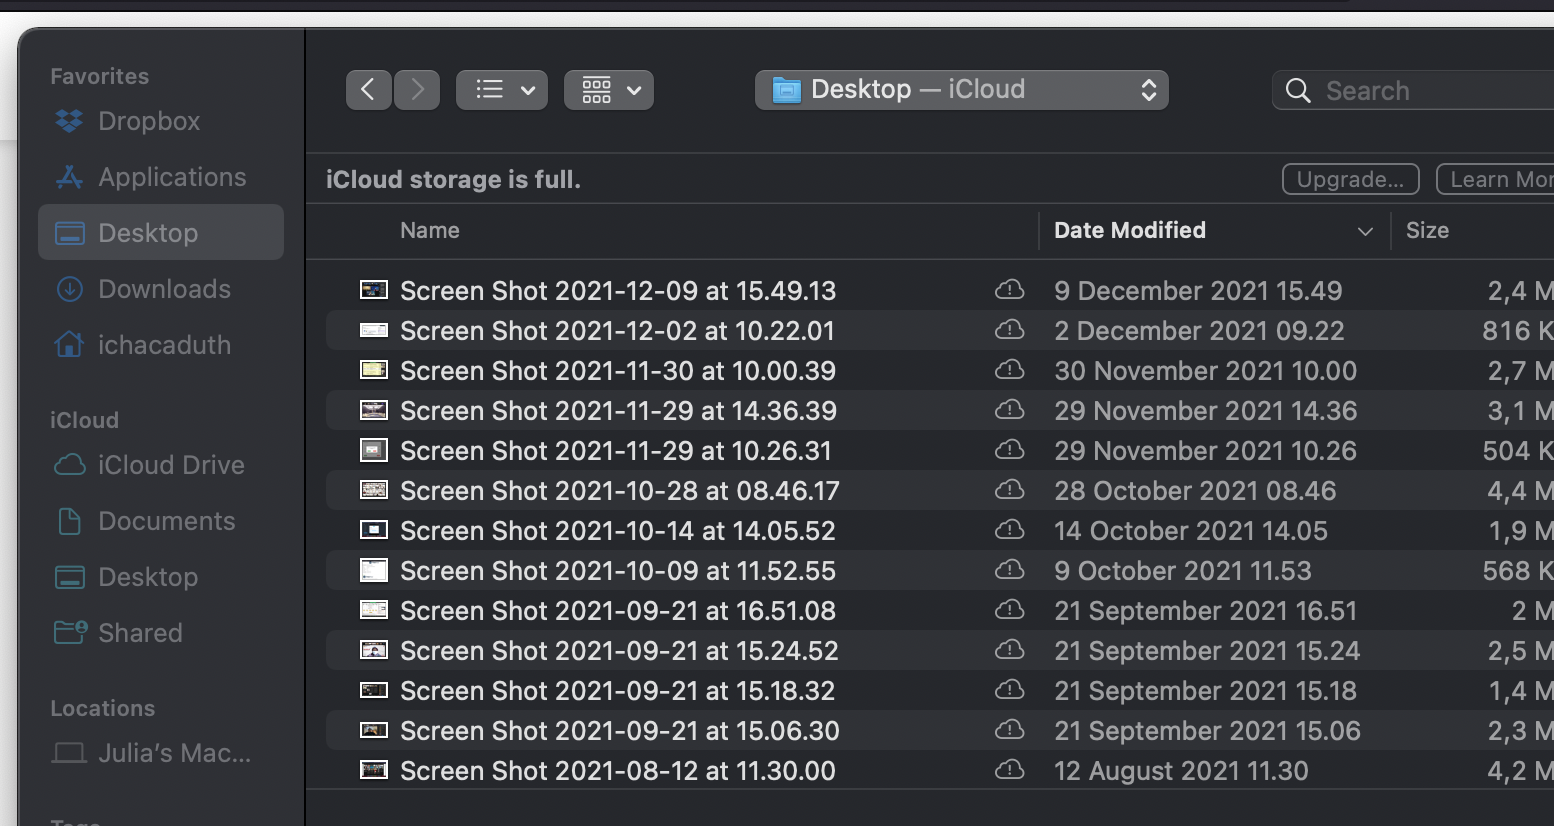 Favorites
Dropbox
Applications
Desktop
Downloads
ichacaduth
iCloud
iCloud Drive
Documents
Desktop
Shared
Locations
Julia's Mac...
Desktop — iCloud
Search
iCloud storage is full.
Upgrade...
Learn Mor
Name Date Modified Size
Screen Shot 2021-12-09 at 15.49.13 9 December 2021 15.49 2,4 M
Screen Shot 2021-12-02 at 10.22.01 2 December 2021 09.22 816 K
Screen Shot 2021-11-30 at 10.00.39 30 November 2021 10.00 2,7 M
Screen Shot 2021-11-29 at 14.36.39 29 November 2021 14.36 3,1 M
Screen Shot 2021-11-29 at 10.26.31 29 November 2021 10.26 504 K
Screen Shot 2021-10-28 at 08.46.17 28 October 2021 08.46 4,4 M
Screen Shot 2021-10-14 at 14.05.52 14 October 2021 14.05 1,9 M
Screen Shot 2021-10-09 at 11.52.55 9 October 2021 11.53 568 K
Screen Shot 2021-09-21 at 16.51.08 21 September 2021 16.51 2 M
Screen Shot 2021-09-21 at 15.24.52 21 September 2021 15.24 2,5 M
Screen Shot 2021-09-21 at 15.18.32 21 September 2021 15.18 1,4 M
Screen Shot 2021-09-21 at 15.06.30 21 September 2021 15.06 2,3 M
Screen Shot 2021-08-12 at 11.30.00 12 August 2021 11.30 4,2 M